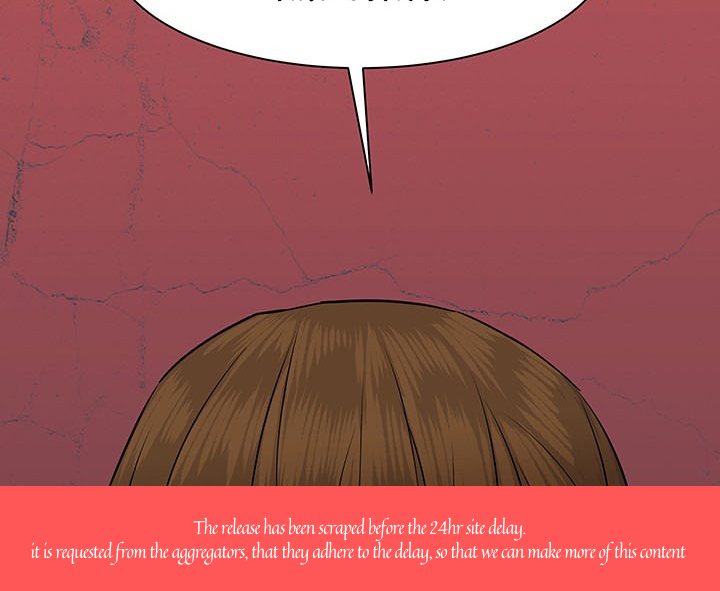 The release has been scraped before the 24hr site delay.
it is requested from the aggregators, that they adhere to the delay, so that we can make more of this content